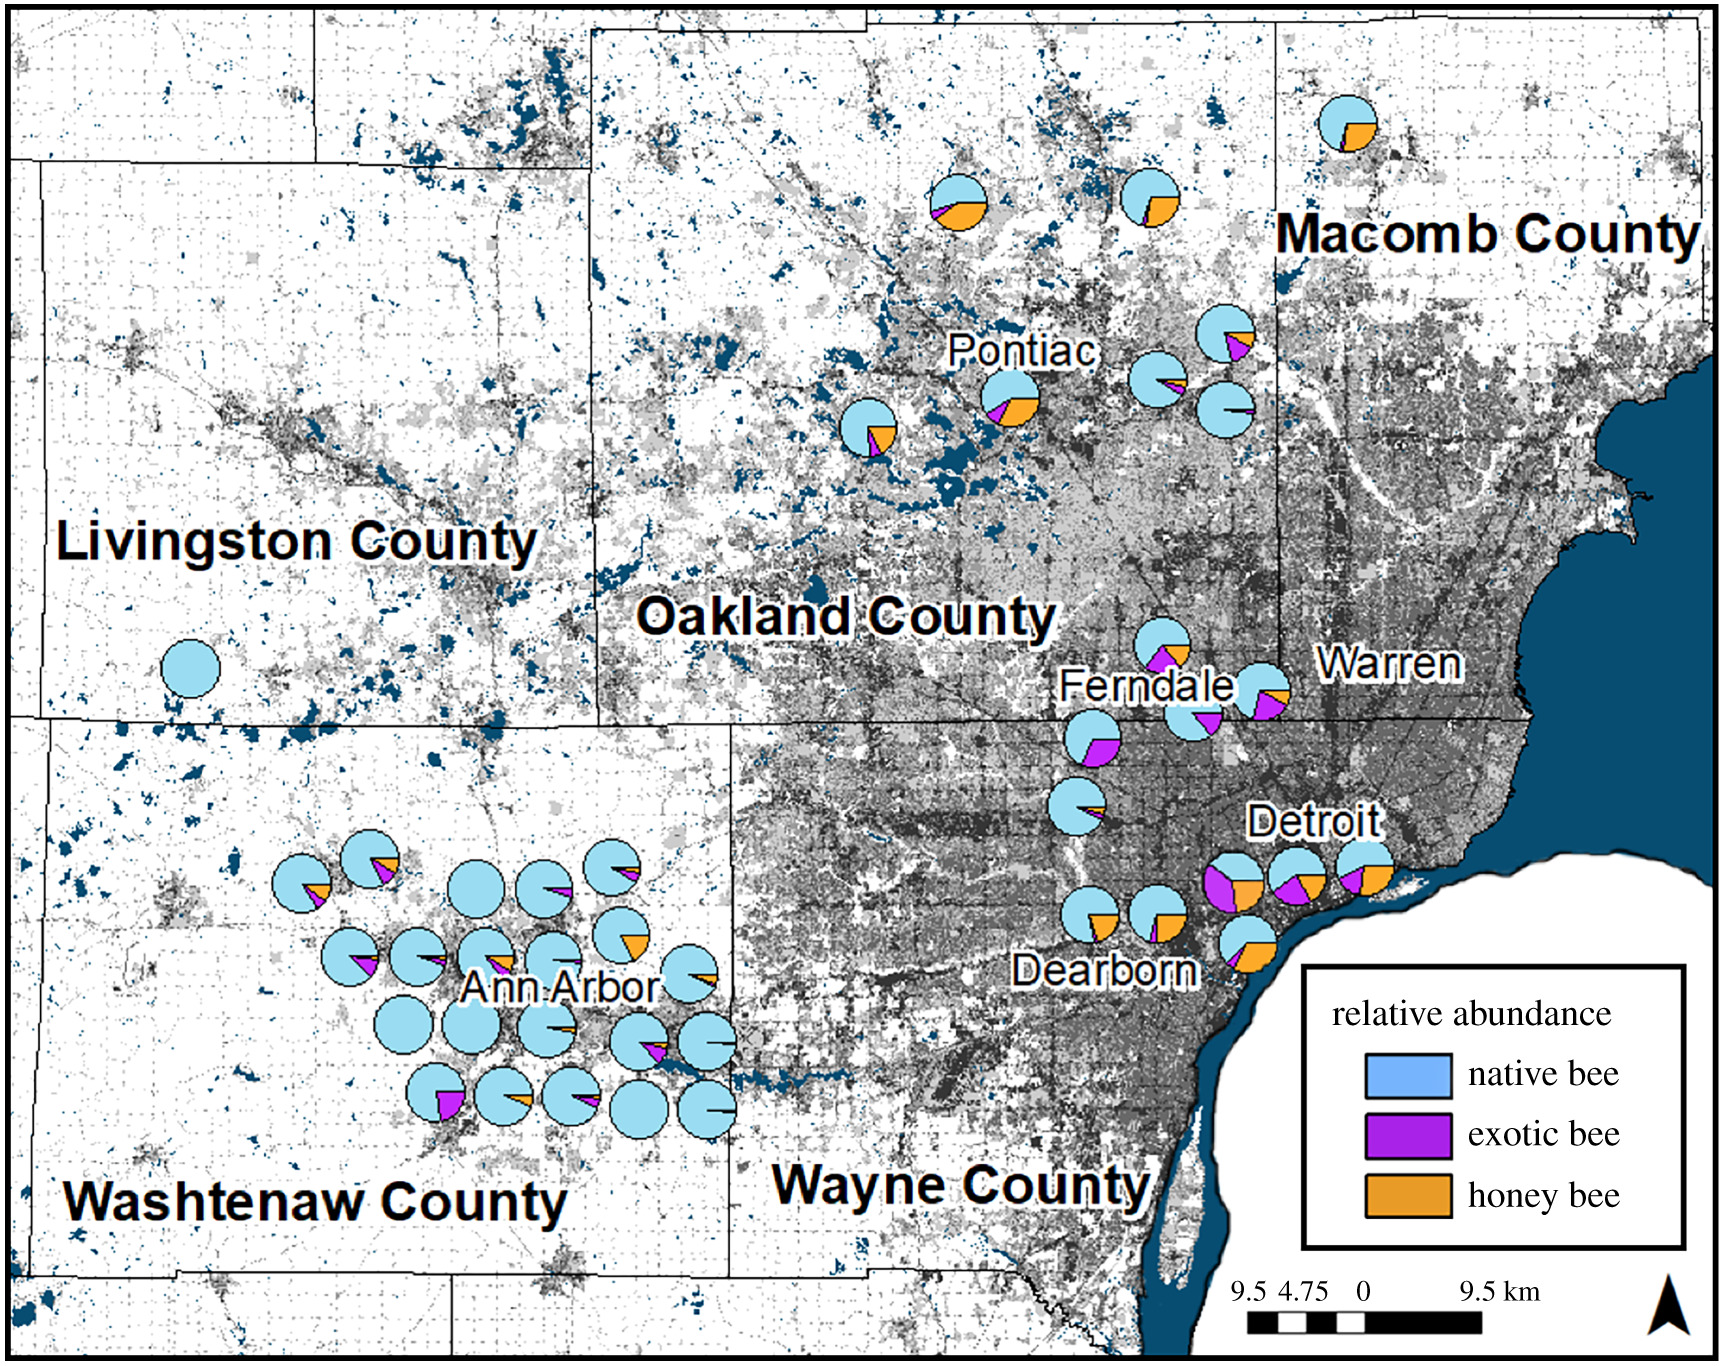 Macomb County
Pontiac
Livingston County
Oakland County
Warren
Ferndale
Detroit
Dearborn
Ann Arbor
relative abundance
native bee
exotic bee
honey bee
Washtenaw County
Wayne County
9.5 4.75 0 9.5 km